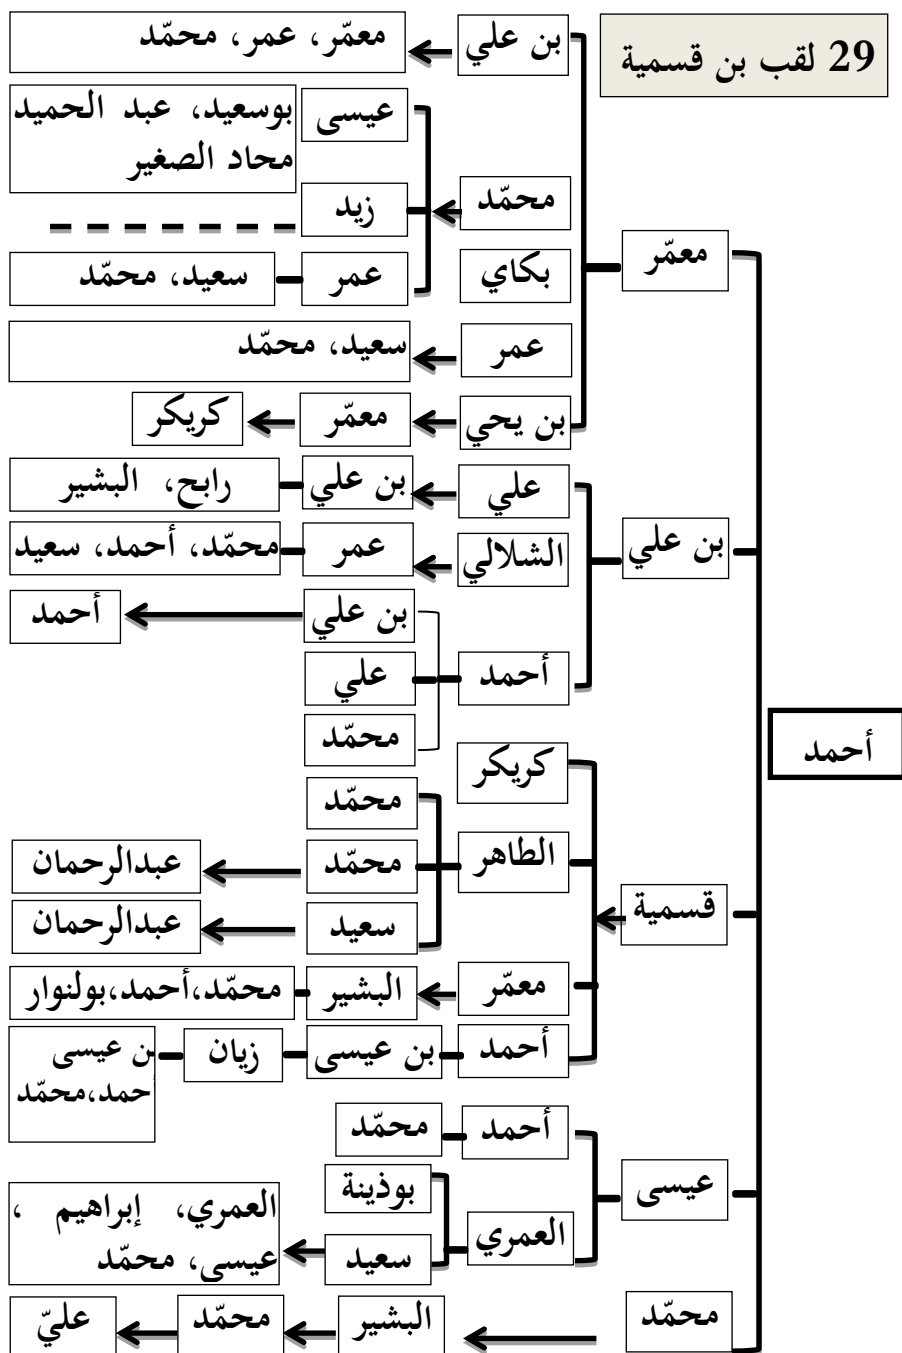 29 لقب بن قسمية
أحمد
معمّر
بن علي
معمّر، عمر، محمّد
محمّد
عيسى
بوسعيد، عبد الحميد
محاد الصغير
زيد
عمر
سعيد، محمّد
بكاي
عمر
سعيد، محمّد
بن يحي
معمّر
كريكر
بن علي
علي
بن علي
رابح، البشير
الشلالي
عمر
محمّد، أحمد، سعيد
أحمد
بن علي
أحمد
علي
محمّد
قسمية
كريكر
الطاهر
محمّد
محمّد
عبدالرحمان
سعيد
عبدالرحمان
معمّر
البشير
محمّد،أحمد،بولنوار
أحمد
بن عيسى
زيان
بن عيسى
أحمد،محمّد
عيسى
أحمد
محمّد
العمري
بوذينة
سعيد
العمري، إبراهيم ،
عيسى، محمّد
محمّد
البشير
محمّد
عليّ